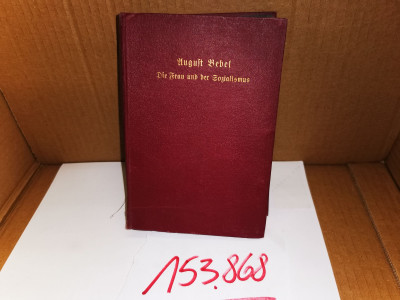 August Bebel
Die Frau und der Sozialismus
153.868